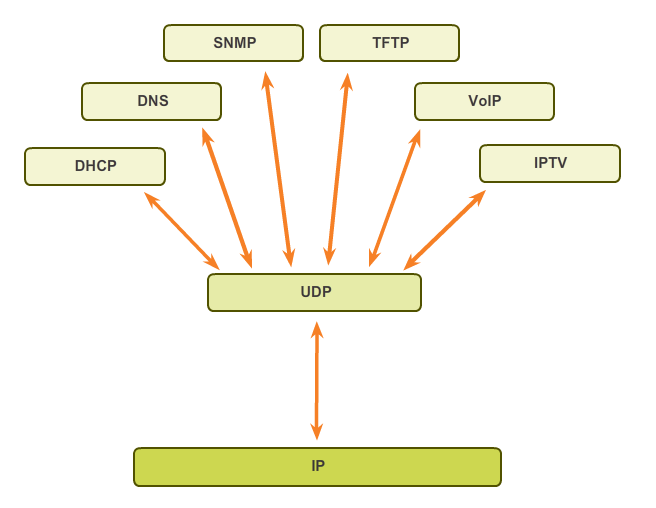 SNMP
TFTP
DNS
VoIP
DHCP
IPTV
UDP
IP